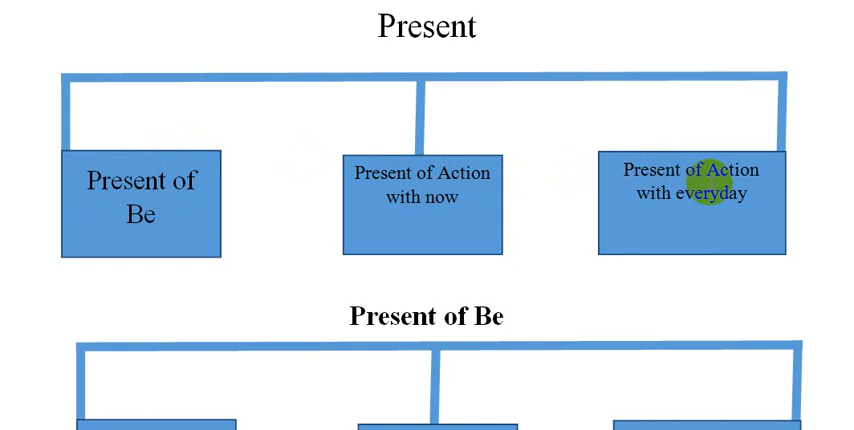 Present
Present of
Be
Present of Action
with now
Present of Action
with everyday
Present of Be